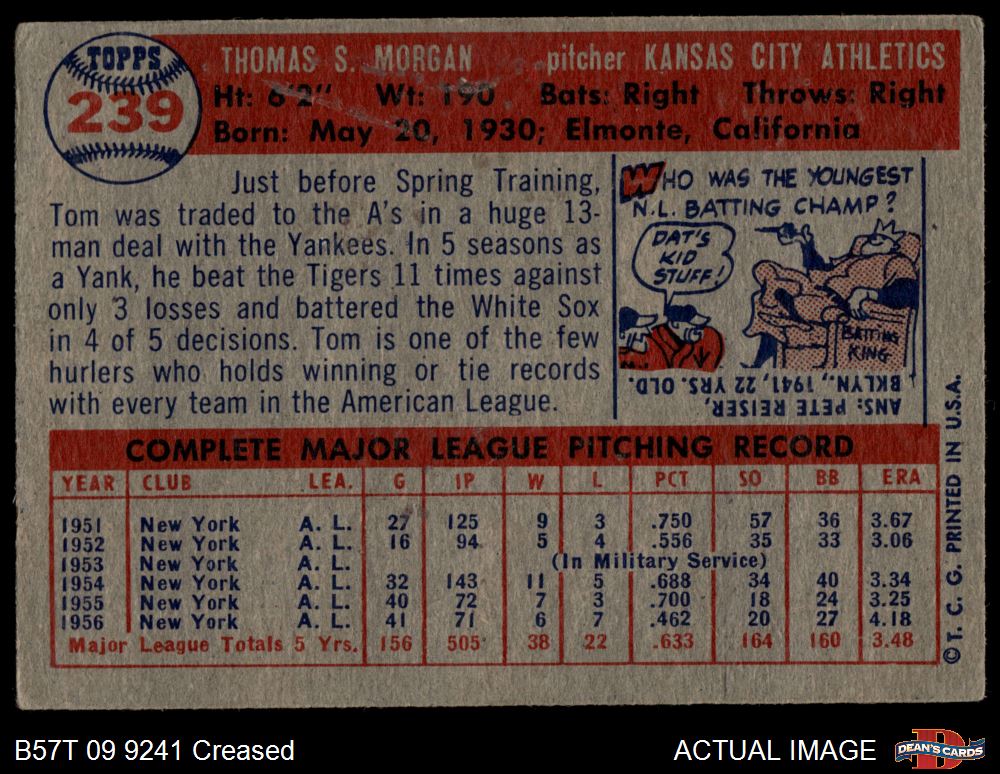 TOPPS
239
THOMAS S. MORGAN pitcher KANSAS CITY ATHLETICS
Ht: 6'2" Wt: 190 Bats: Right Throws: Right
Born: May 20, 1930; Elmonte, California
Just before Spring Training,
Tom was traded to the A's in a huge 13-
man deal with the Yankees. In 5 seasons as
a Yank, he beat the Tigers 11 times against
only 3 losses and battered the White Sox
in 4 of 5 decisions. Tom is one of the few
hurlers who holds winning or tie records
with every team in the American League.
WHO WAS THE YOUNGEST
N.L. BATTING CHAMP?
DAT'S
KID
STUFF!
BATTING
KING
ANS: PETE REISER,
BKLYN., 1941, 22 YRS. OLD.
COMPLETE MAJOR LEAGUE PITCHING RECORD
YEAR CLUB LEA. G IP W L PCT SO BB ERA
1951 New York A. L. 27 125 9 3 .750 57 36 3.67
1952 New York A. L. 16 94 5 4 .556 35 33 3.06
1953 New York A. L. (In Military Service)
1954 New York A. L. 32 143 11 5 .688 34 40 3.34
1955 New York A. L. 40 72 7 3 .700 18 24 3.25
1956 New York A. L. 41 71 6 7 .462 20 27 4.18
Major League Totals 5 Yrs. 156 505 38 22 .633 164 160 3.48
© T. C. G. PRINTED IN U.S.A.
B57T 09 9241 Creased
ACTUAL IMAGE
DEAN'S CARDS